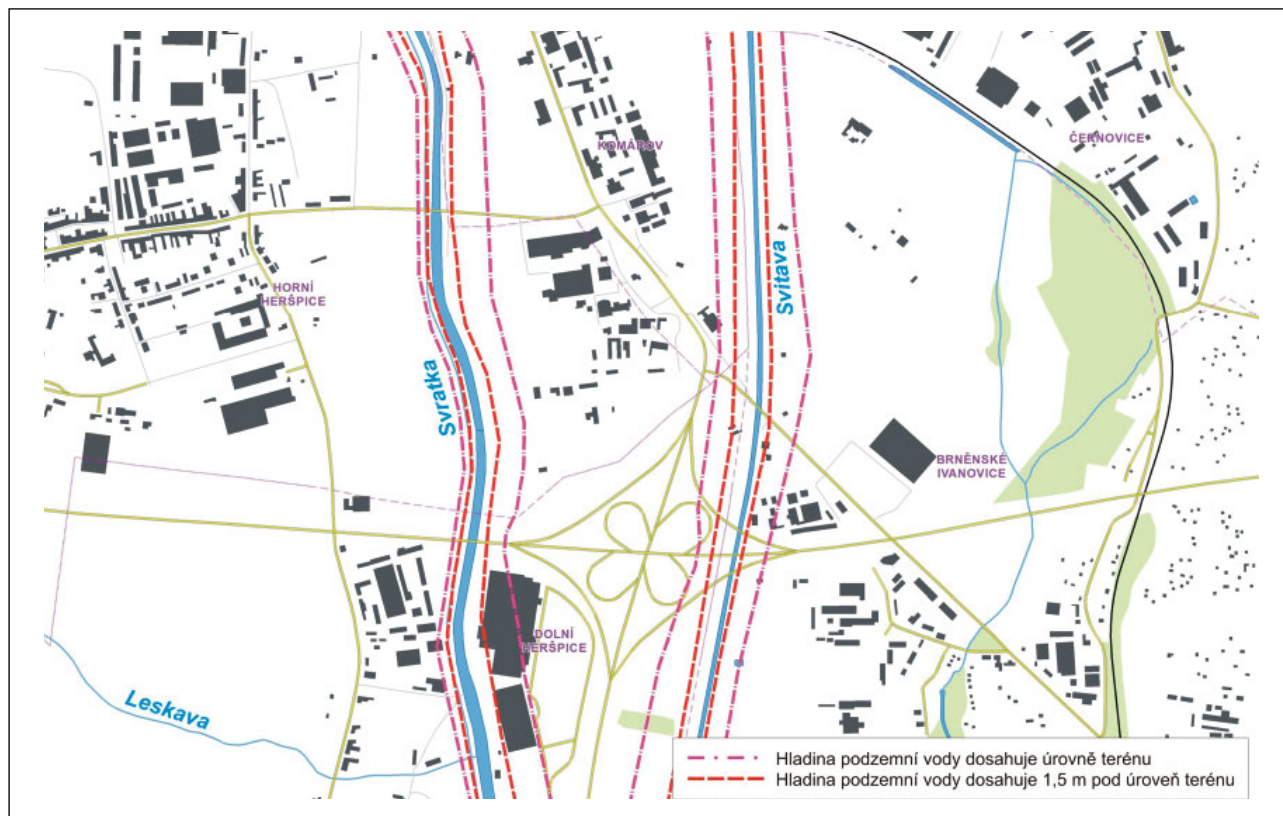 KOMÁROV
ČERNOVICE
HORNÍ
HERŠPICE
Svitava
Svratka
BRNĚNSKÉ
IVANOVICE
DOLNÍ
HERŠPICE
Leskava
Hladina podzemní vody dosahuje úrovně terénu
Hladina podzemní vody dosahuje 1,5 m pod úroveň terénu